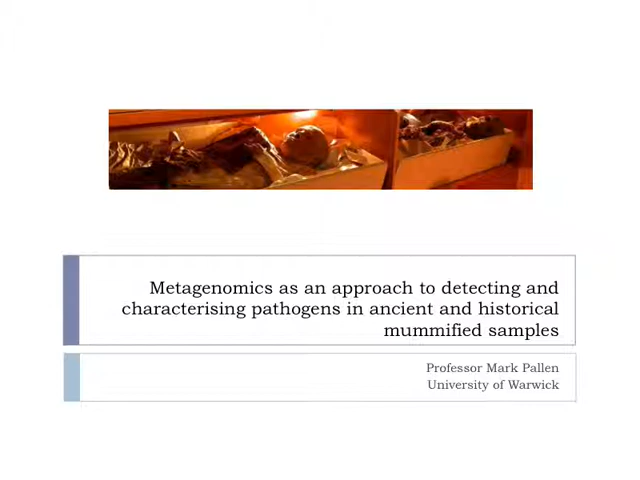 Metagenomics as an approach to detecting and
characterising pathogens in ancient and historical
mummified samples
Professor Mark Pallen
University of Warwick